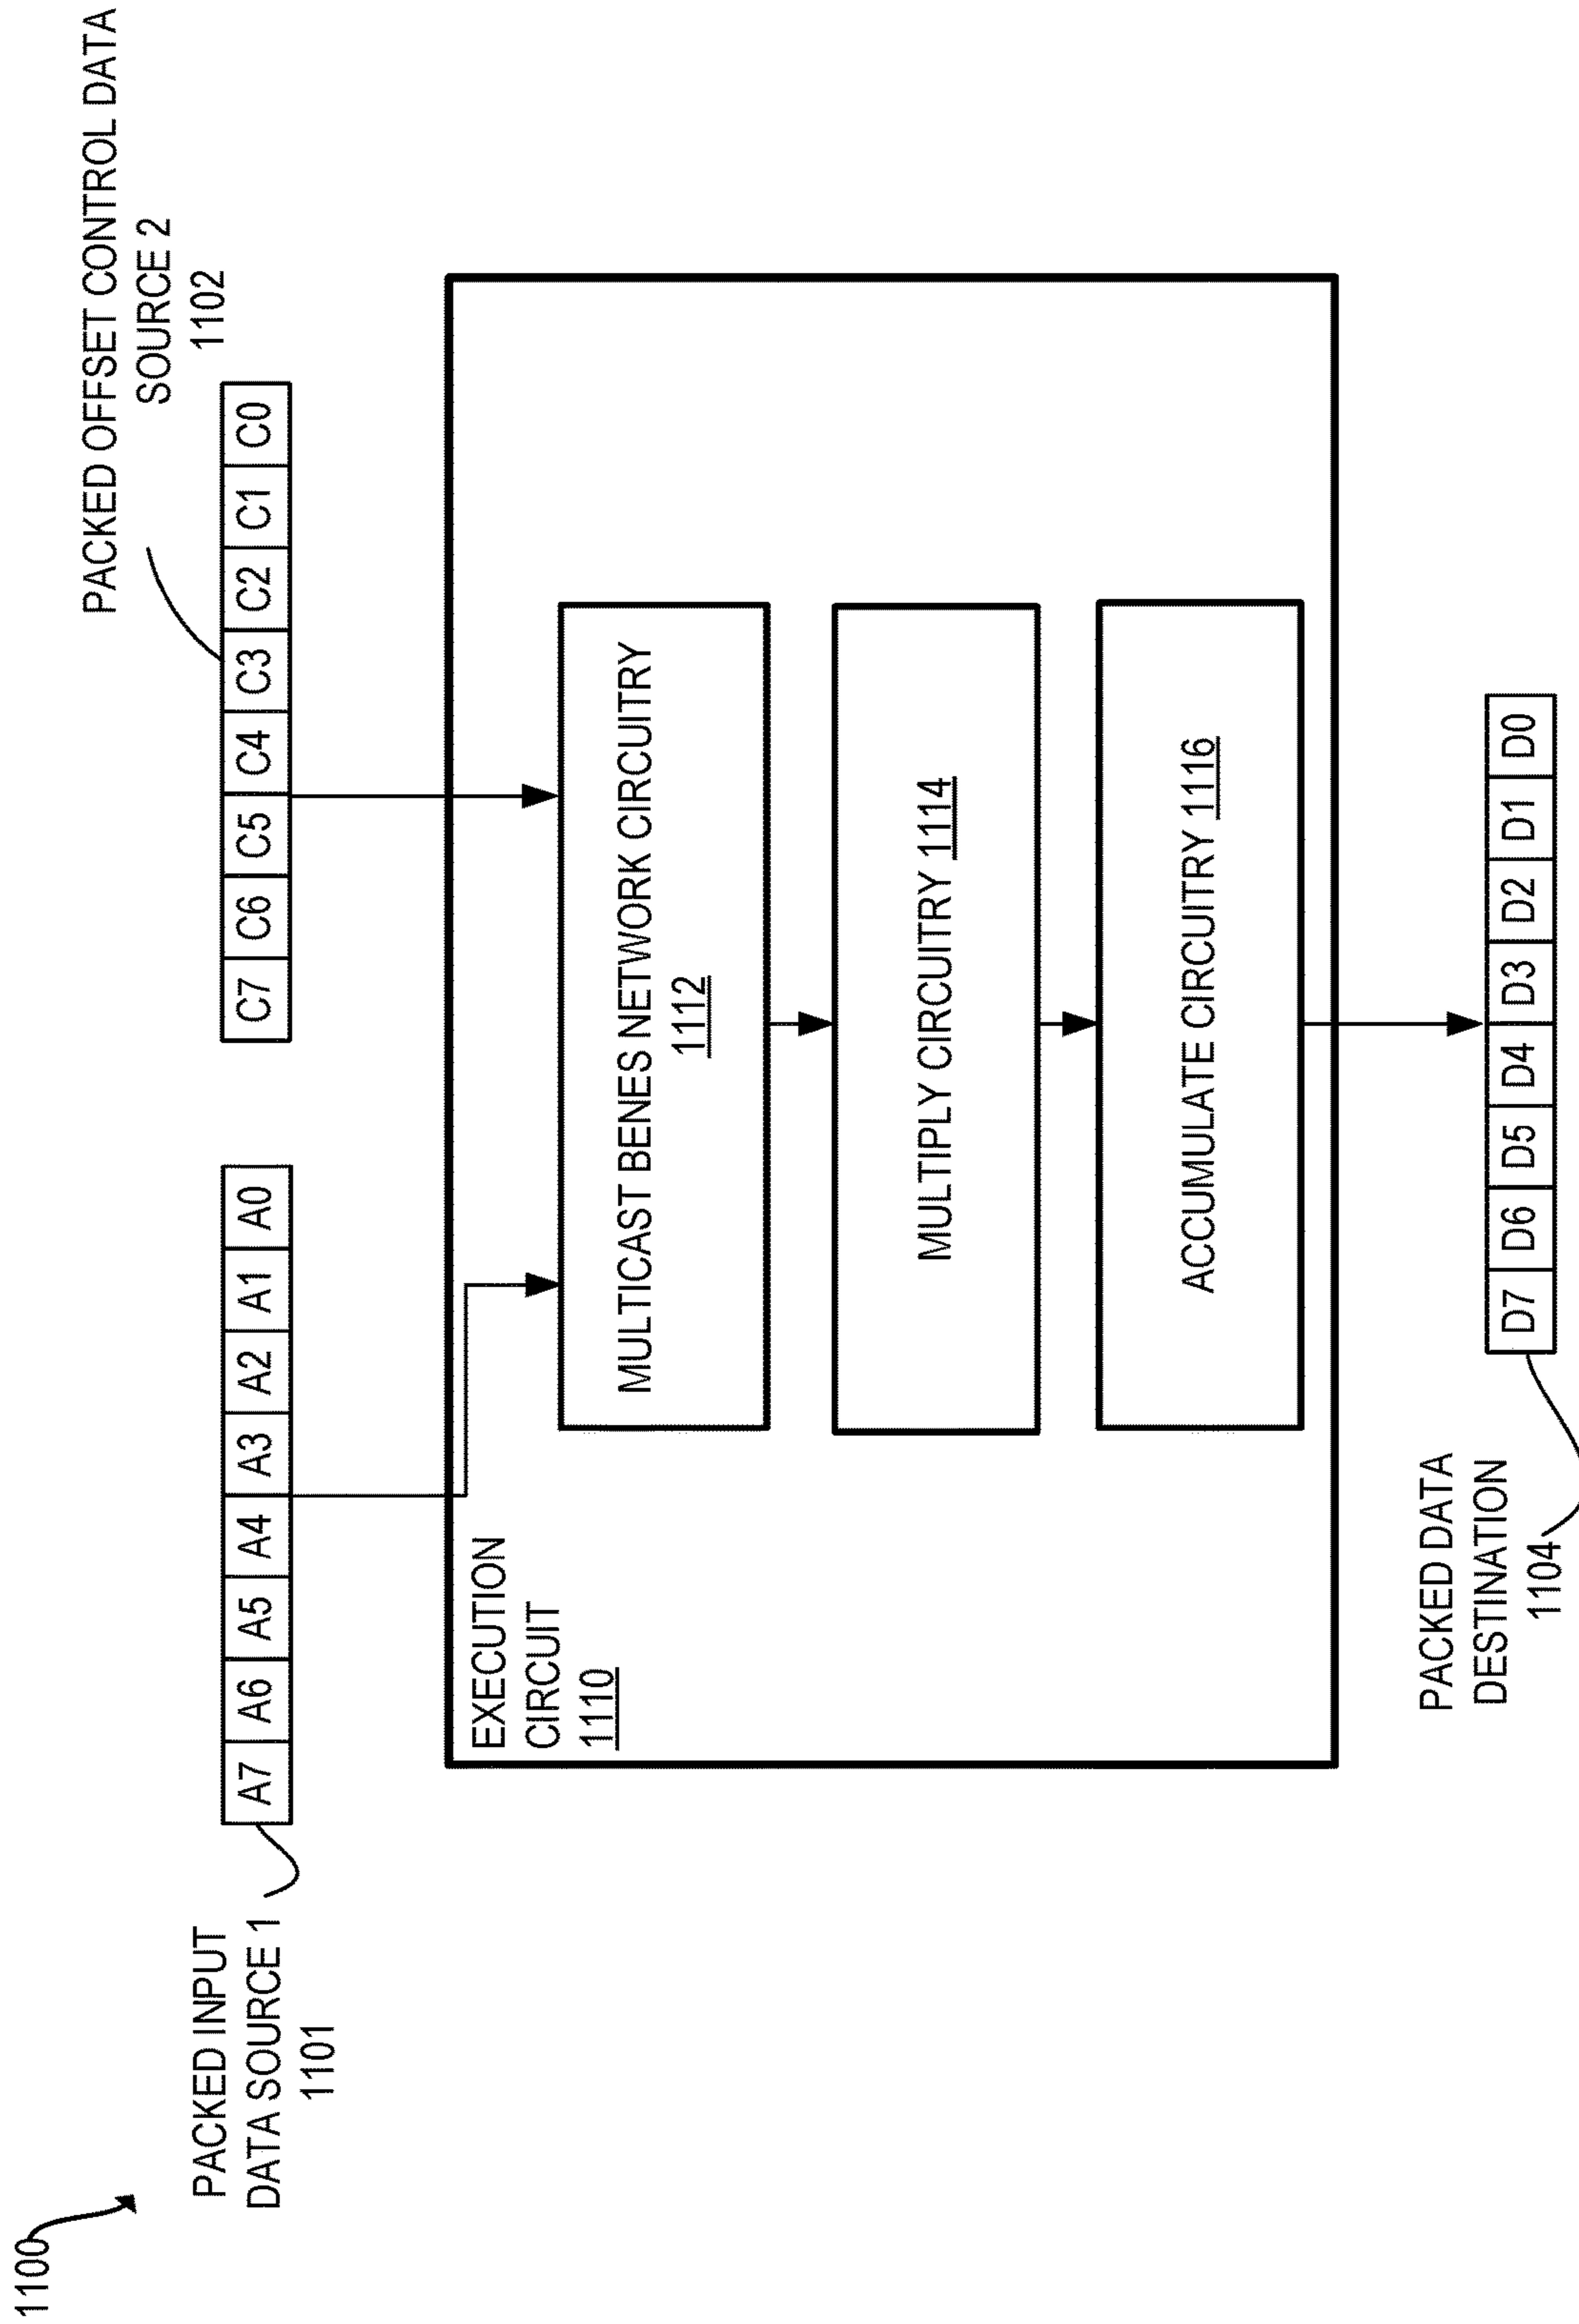 1100
PACKED INPUT
DATA SOURCE 1
1101
A7 A6 A5 A4 A3 A2 A1 A0
PACKED OFFSET CONTROL DATA
SOURCE 2
1102
C7 C6 C5 C4 C3 C2 C1 C0
EXECUTION
CIRCUIT
1110
MULTICAST BENES NETWORK CIRCUITRY
1112
MULTIPLY CIRCUITRY 1114
ACCUMULATE CIRCUITRY 1116
PACKED DATA
DESTINATION
1104
D7 D6 D5 D4 D3 D2 D1 D0